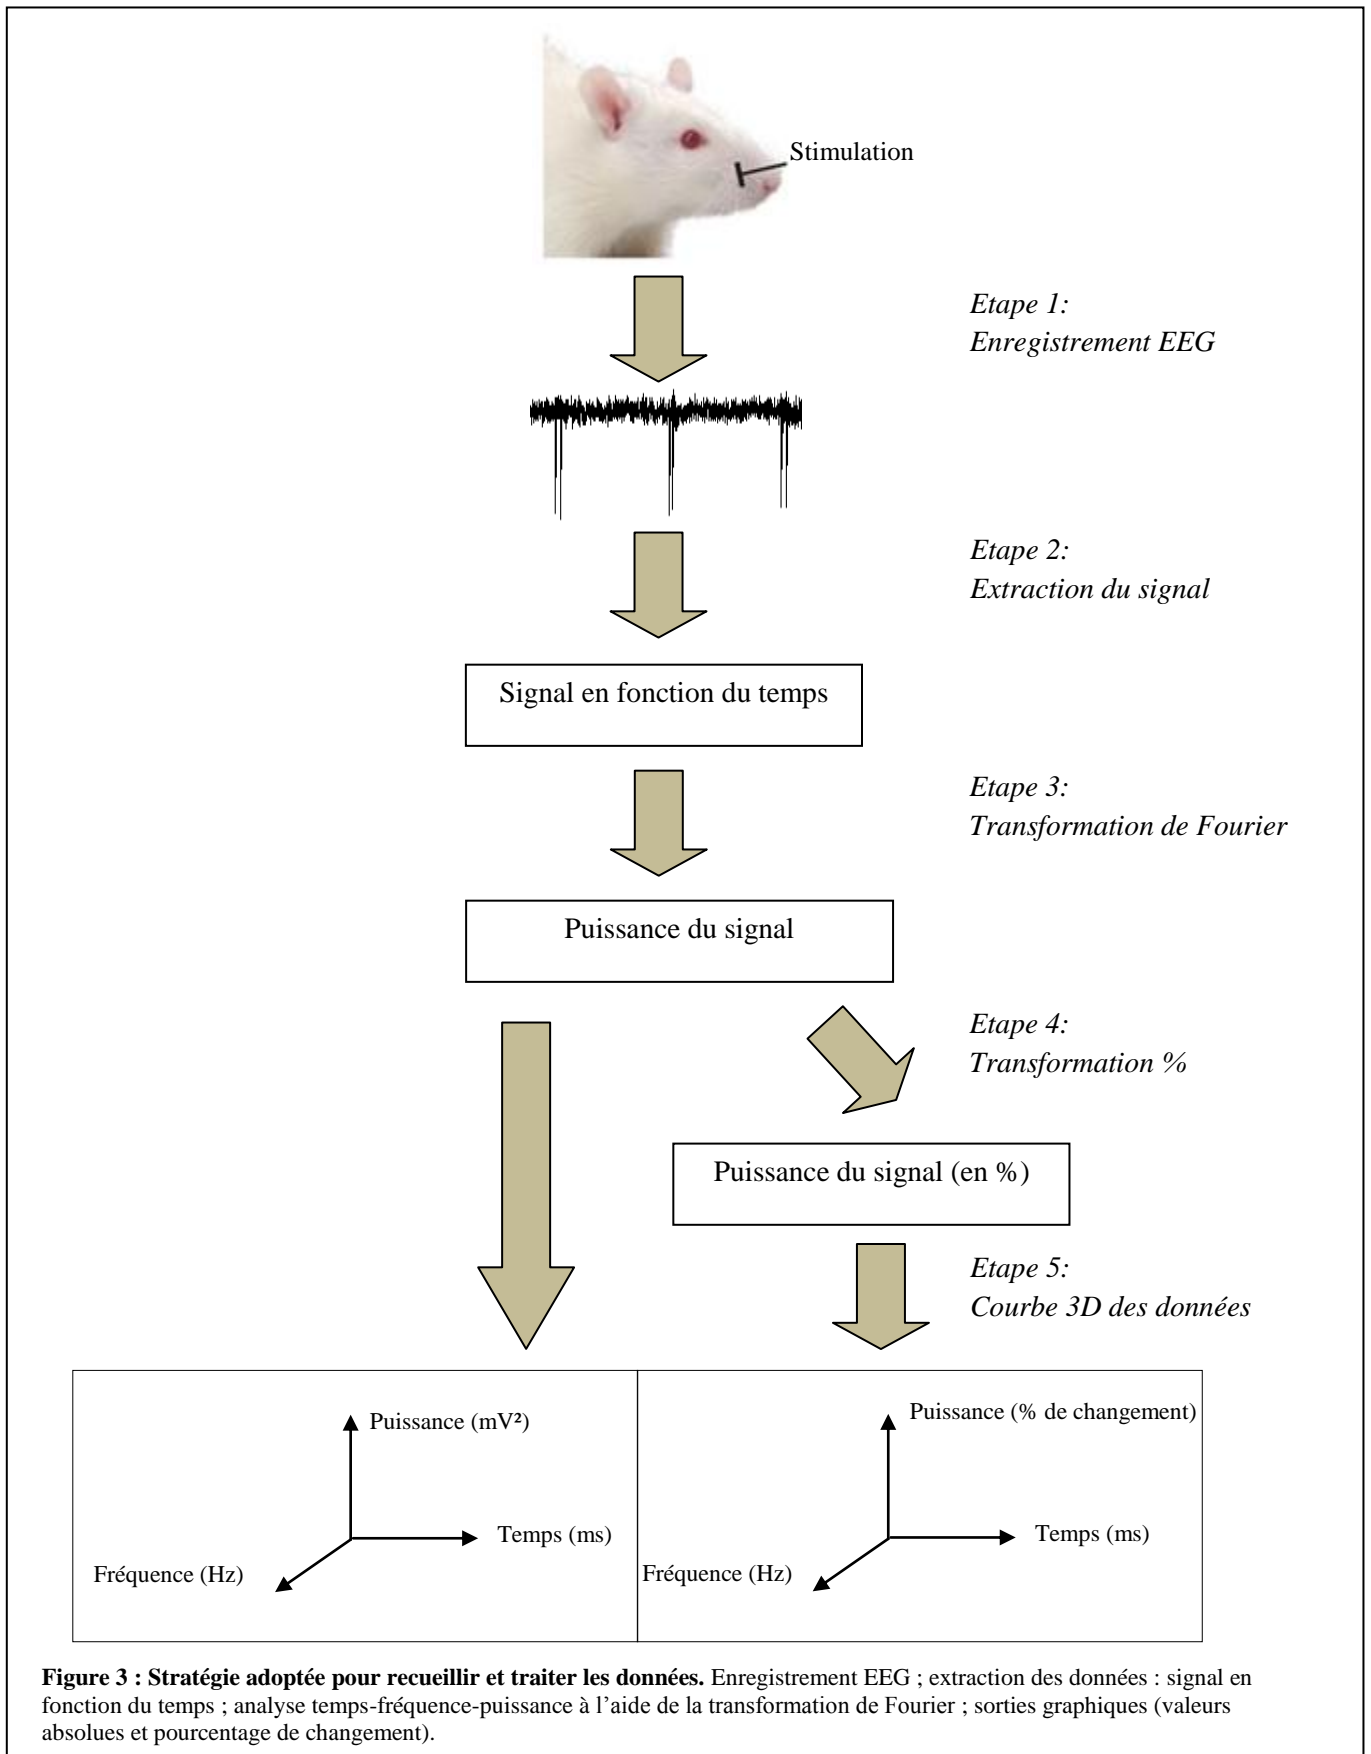 Stimulation
Etape 1:
Enregistrement EEG
Etape 2:
Extraction du signal
Signal en fonction du temps
Etape 3:
Transformation de Fourier
Puissance du signal
Etape 4:
Transformation %
Puissance du signal (en %)
Etape 5:
Courbe 3D des données
Puissance (mV²)
Temps (ms)
Fréquence (Hz)
Puissance (% de changement)
Temps (ms)
Fréquence (Hz)
Figure 3 : Stratégie adoptée pour recueillir et traiter les données. Enregistrement EEG ; extraction des données : signal en
fonction du temps ; analyse temps-fréquence-puissance à l’aide de la transformation de Fourier ; sorties graphiques (valeurs
absolues et pourcentage de changement).